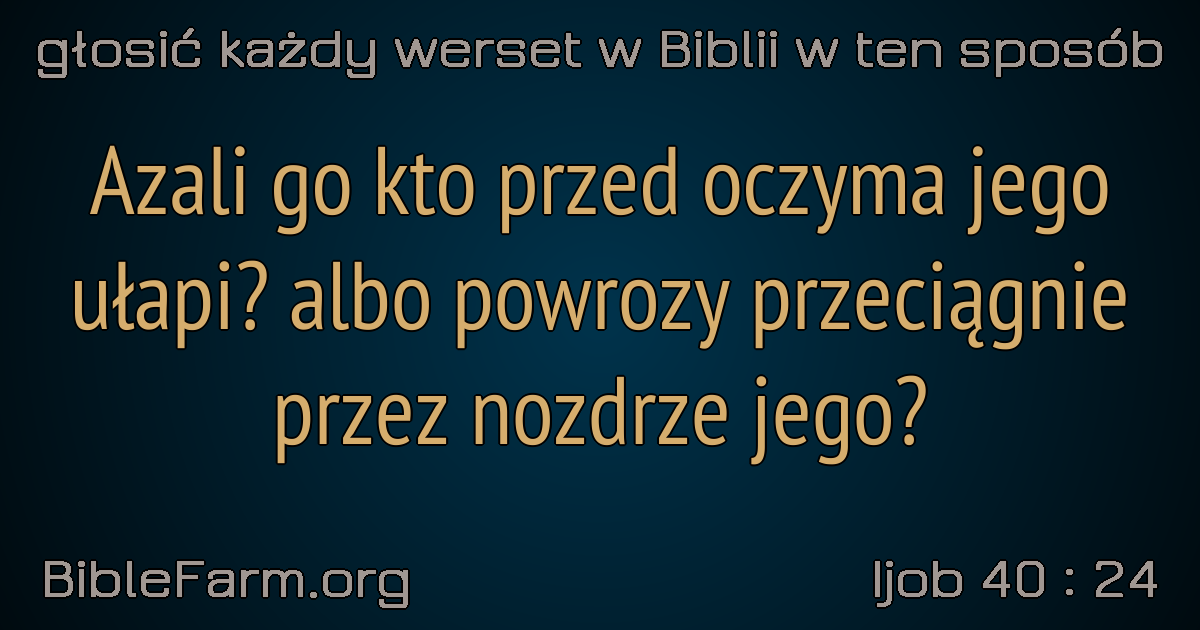 głosić każdy werset w Biblii w ten sposób
Azali go kto przed oczyma jego
ułapi? albo powrozy przeciągnie
przez nozdrze jego?
BibleFarm.org
Ijob 40 : 24